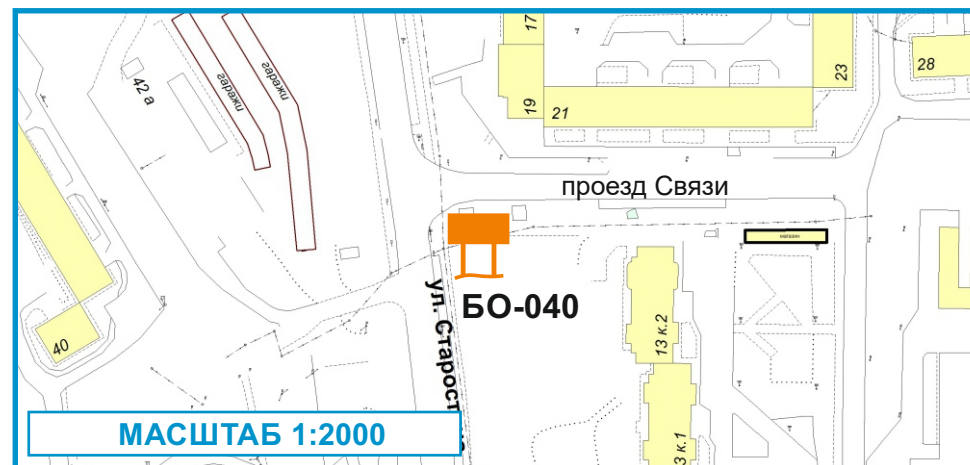 17
23
28
42 а
гаражи
гаражи
19
21
проезд Связи
магазин
БО-040
ул. Старост
13 к.2
40
МАСШТАБ 1:2000
3 к.1